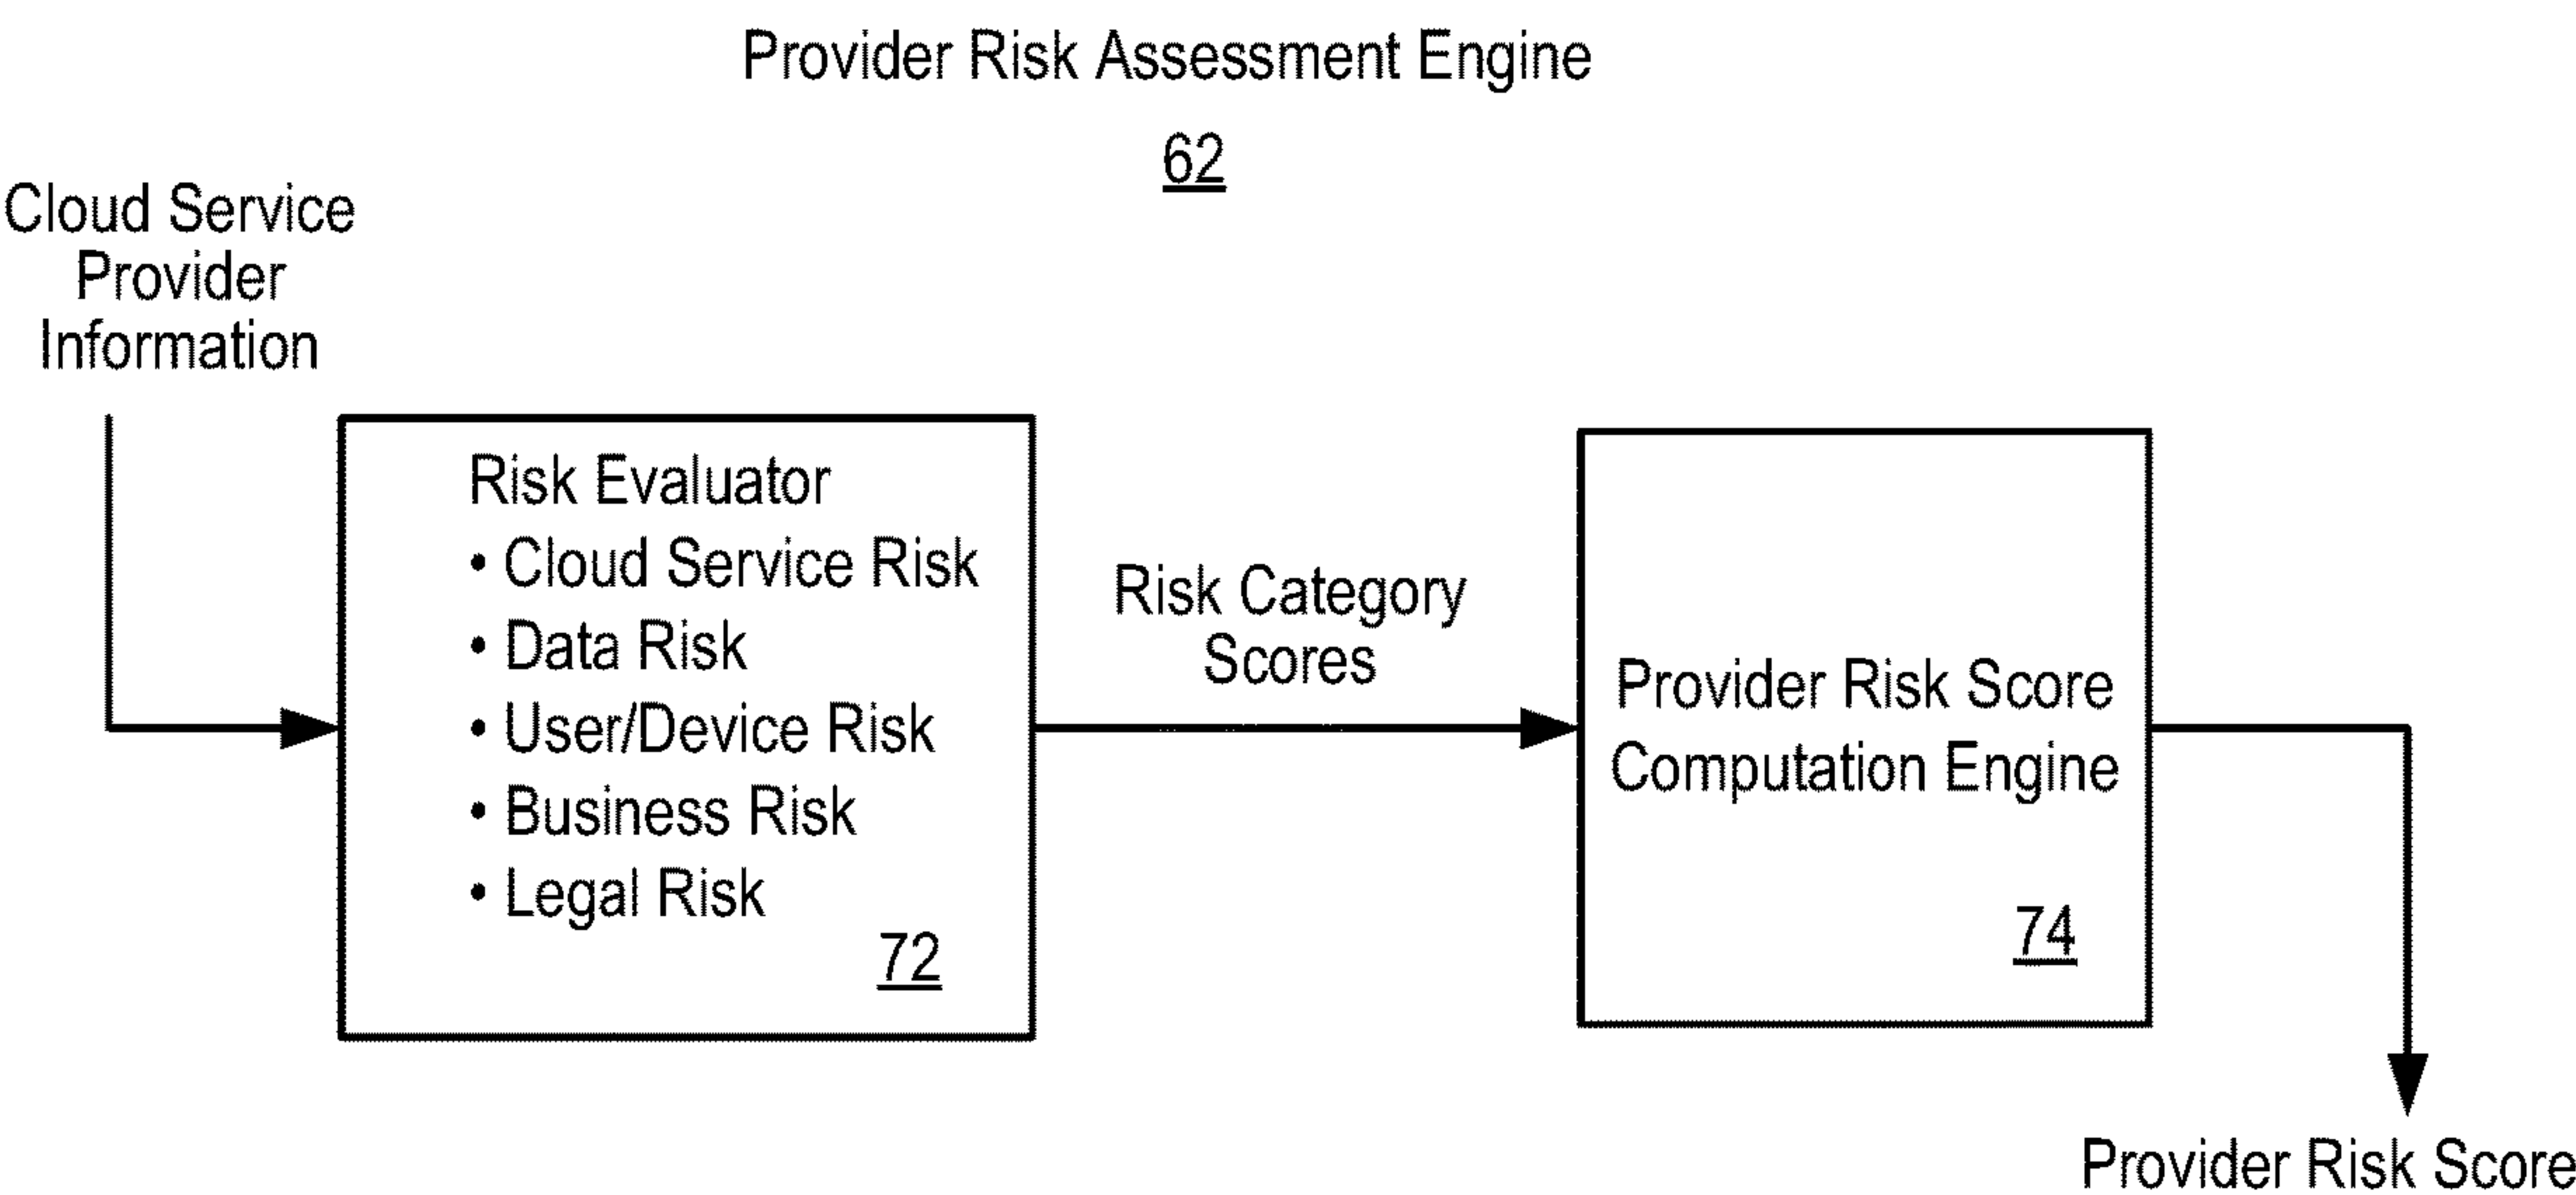 Provider Risk Assessment Engine
62
Cloud Service
Provider
Information
Risk Evaluator
• Cloud Service Risk
• Data Risk
• User/Device Risk
• Business Risk
• Legal Risk
72
Risk Category
Scores
Provider Risk Score
Computation Engine
74
Provider Risk Score